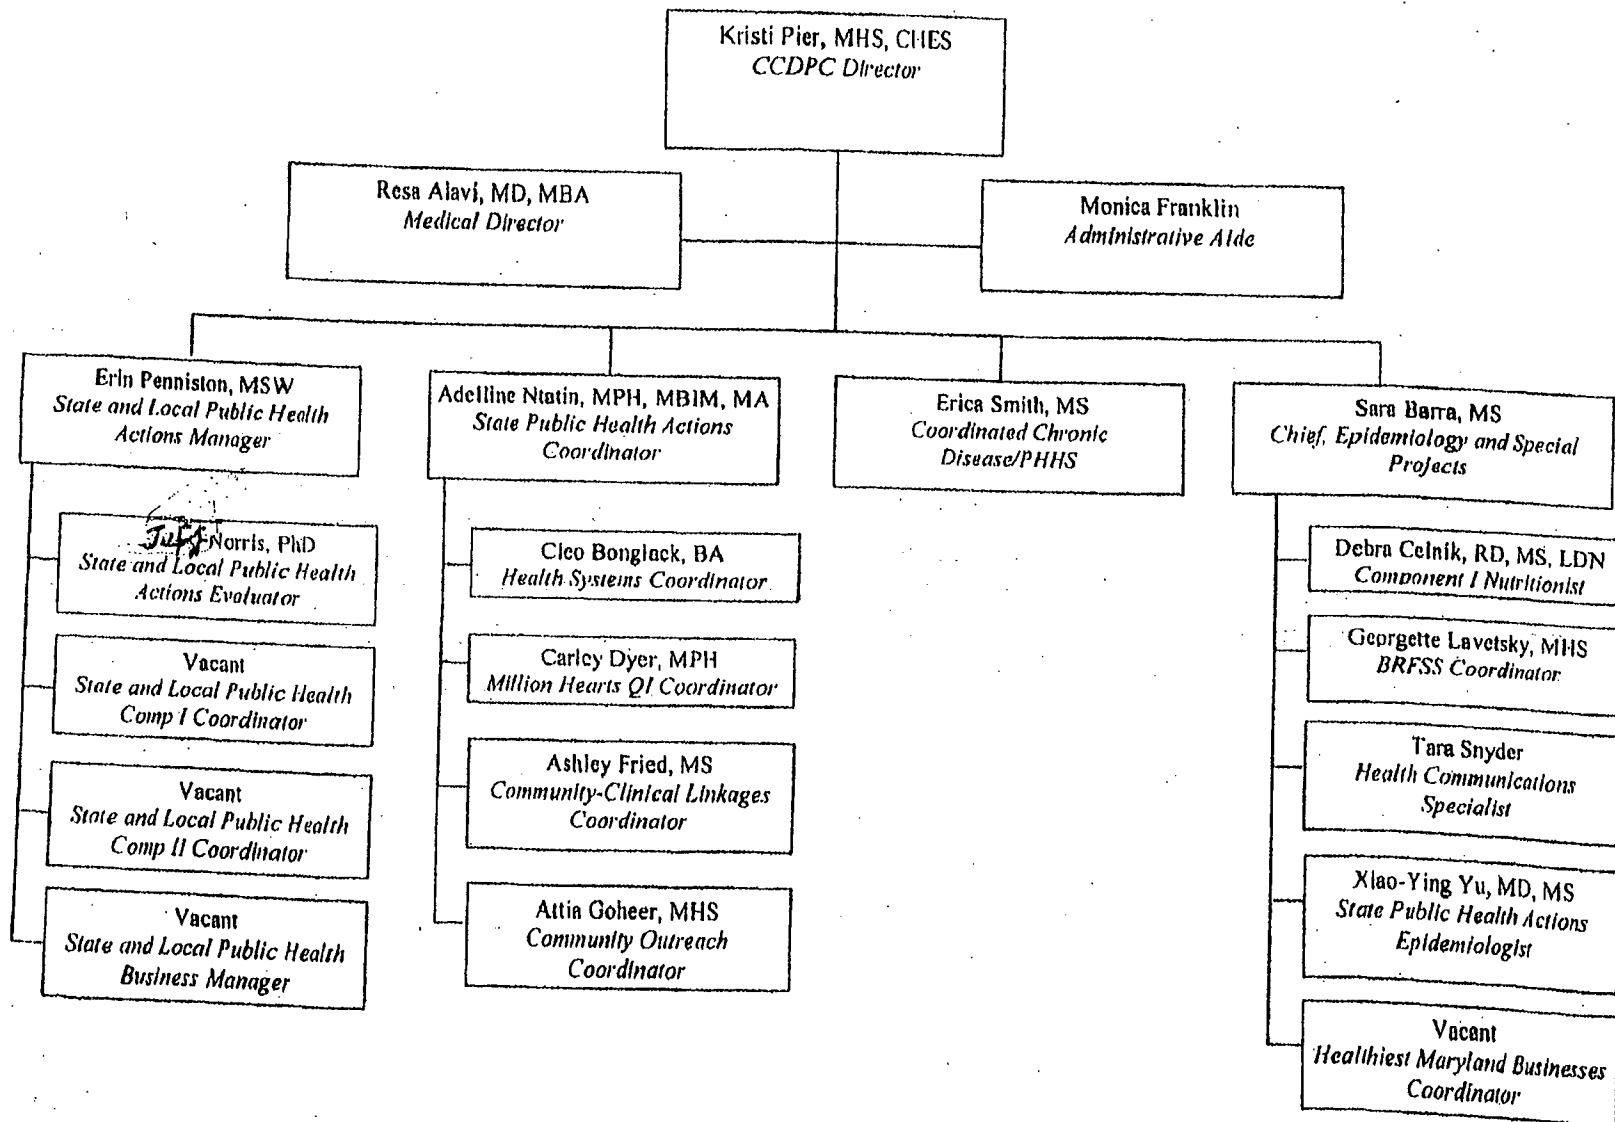 Kristi Pier, MHS, CHES
CCDPC Director
Resa Alavi, MD, MBA
Medical Director
Monica Franklin
Administrative Aide
Erin Penniston, MSW
State and Local Public Health
Actions Manager
Norris, PhD
State and Local Public Health
Actions Evaluator
Vacant
State and Local Public Health
Comp I Coordinator
Vacant
State and Local Public Health
Comp II Coordinator
Vacant
State and Local Public Health
Business Manager
Adelline Ntatin, MPH, MBIM, MA
State Public Health Actions
Coordinator
Cleo Bonglack, BA
Health Systems Coordinator
Carley Dyer, MPH
Million Hearts QI Coordinator
Ashley Fried, MS
Community-Clinical Linkages
Coordinator
Attia Goheer, MHS
Community Outreach
Coordinator
Erica Smith, MS
Coordinated Chronic
Disease/PHHS
Sara Barra, MS
Chief, Epidemiology and Special
Projects
Debra Celnik, RD, MS, LDN
Component I Nutritionist
Georgette Lavetsky, MHS
BRFSS Coordinator
Tara Snyder
Health Communications
Specialist
Xiao-Ying Yu, MD, MS
State Public Health Actions
Epidemiologist
Vacant
Healthiest Maryland Businesses
Coordinator